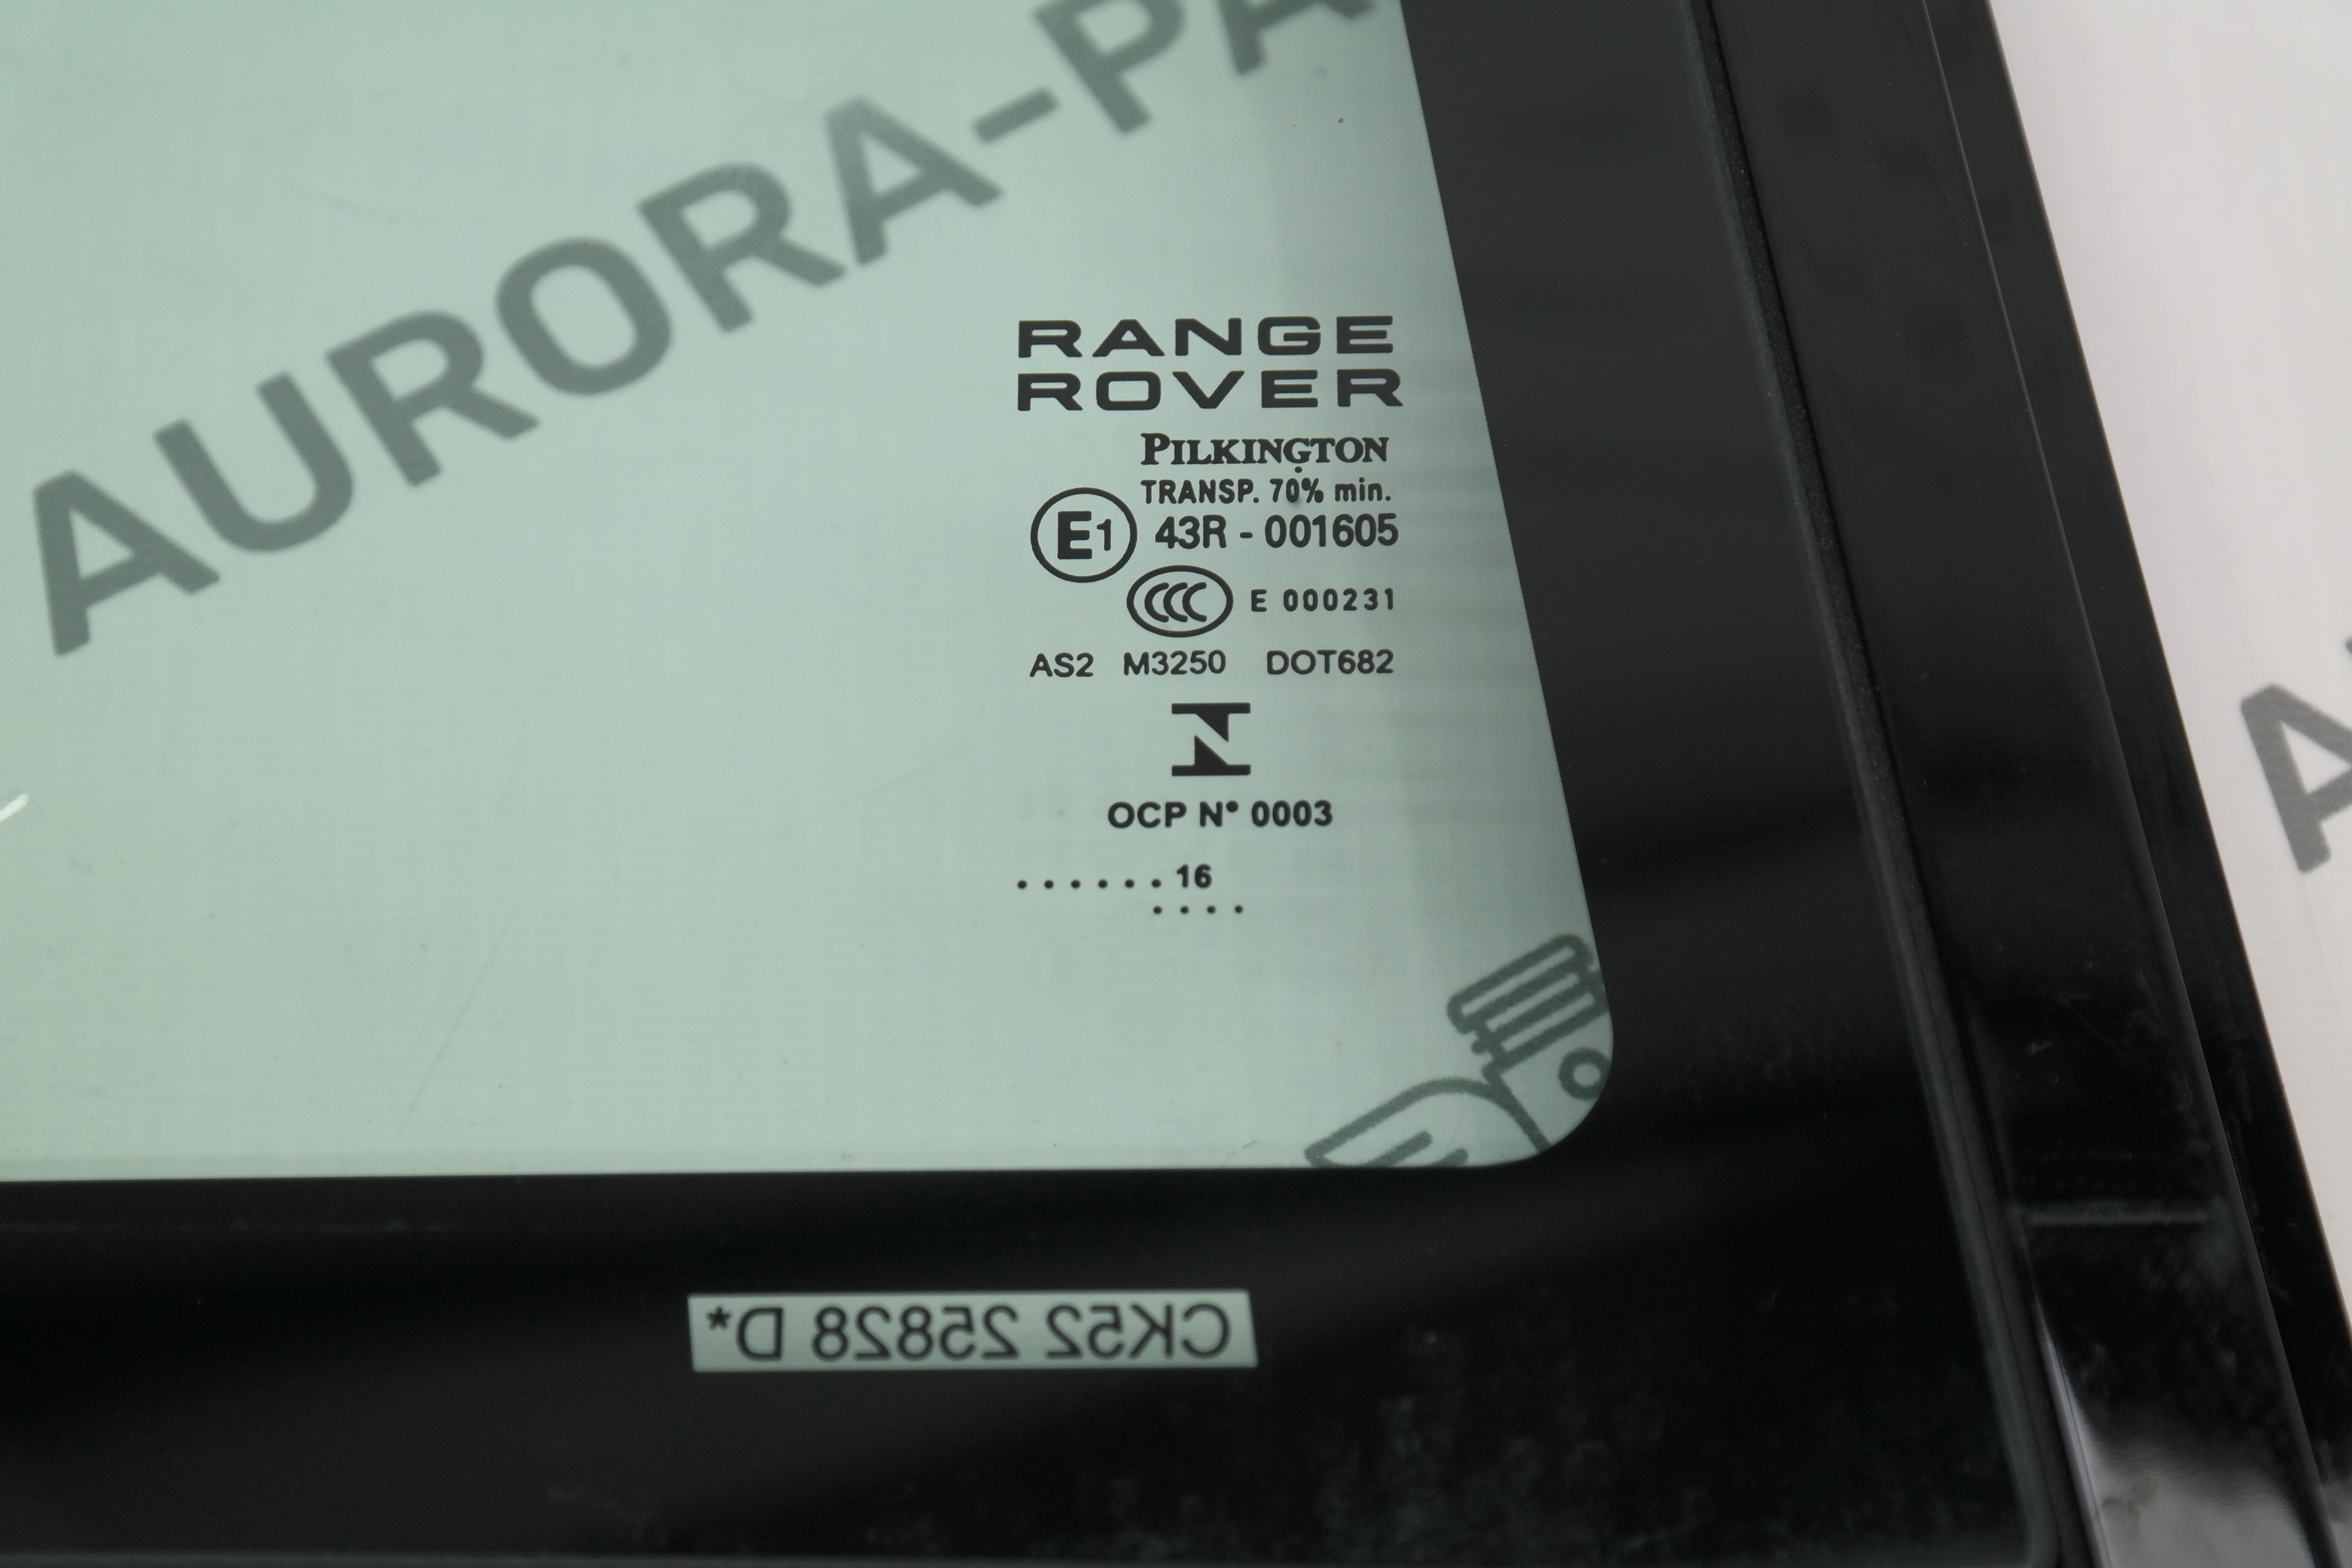 AURORA-PA
RANGE
ROVER
PILKINGTON
TRANSP. 70% min.
E1 43R - 001605
CCC E 000231
AS2 M3250 DOT682
N
OCP N° 0003
. . . . . . 16
. . . .
CK52 25828 D*
A